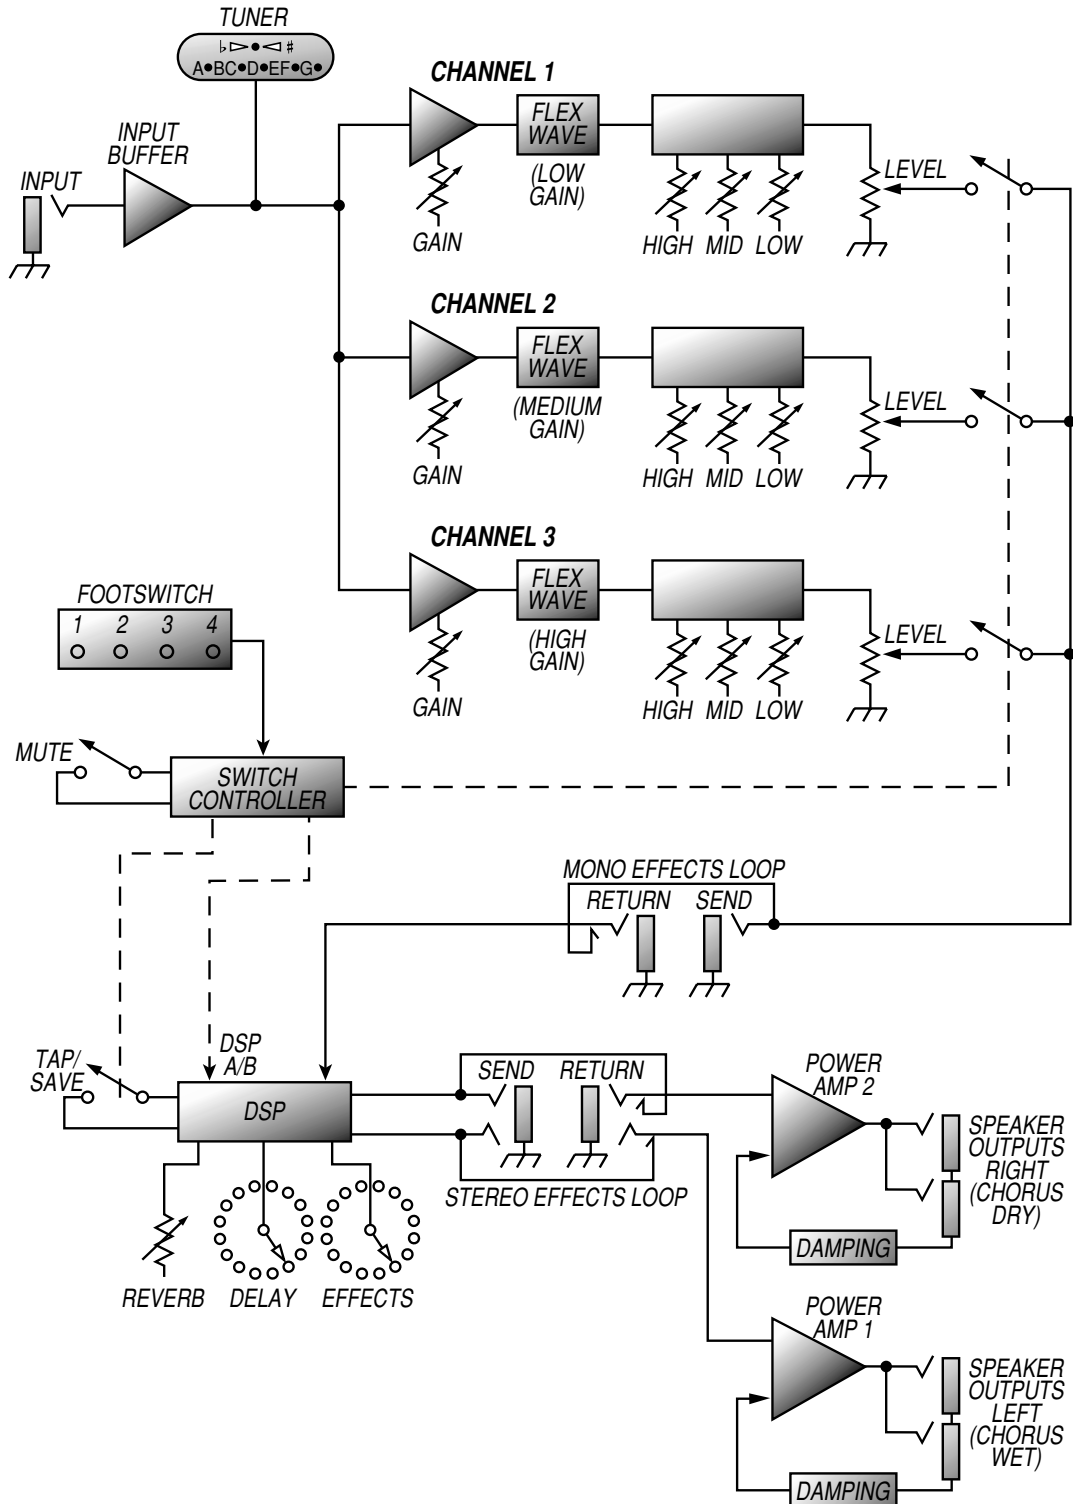 TUNER
♭ ▷ • ◁ #
A•BC•D•EF•G•
INPUT
BUFFER
INPUT
CHANNEL 1
FLEX
WAVE
(LOW
GAIN)
GAIN
HIGH MID LOW
LEVEL
CHANNEL 2
FLEX
WAVE
(MEDIUM
GAIN)
GAIN
HIGH MID LOW
LEVEL
CHANNEL 3
FLEX
WAVE
(HIGH
GAIN)
GAIN
HIGH MID LOW
LEVEL
FOOTSWITCH
1 2 3 4
MUTE
SWITCH
CONTROLLER
MONO EFFECTS LOOP
RETURN SEND
TAP/
SAVE
DSP
A/B
DSP
REVERB
DELAY
EFFECTS
SEND RETURN
STEREO EFFECTS LOOP
POWER
AMP 2
SPEAKER
OUTPUTS
RIGHT
(CHORUS
DRY)
DAMPING
POWER
AMP 1
SPEAKER
OUTPUTS
LEFT
(CHORUS
WET)
DAMPING